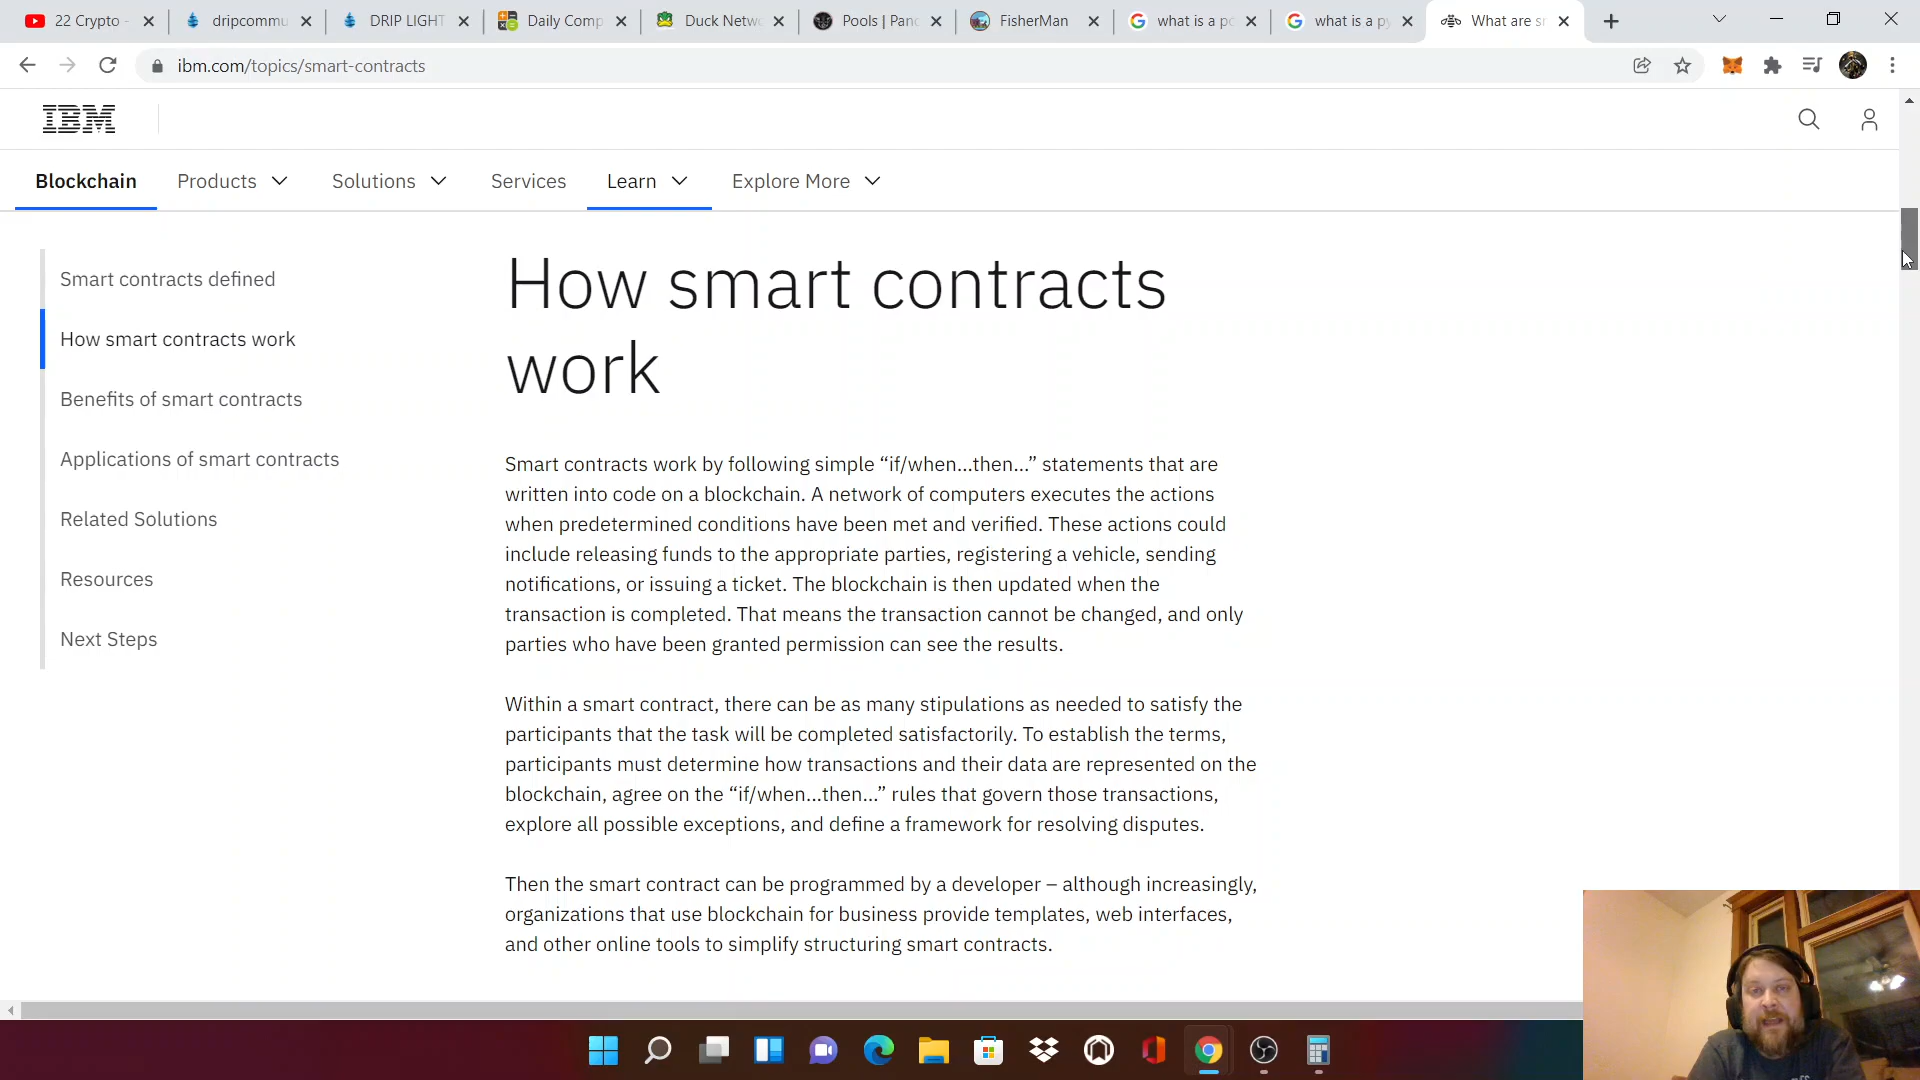 22 Crypto -
dripcommu
DRIP LIGHT
Daily Comp
Duck Netw
Pools | Panc
FisherMan
what is a po
what is a py
What are sm
ibm.com/topics/smart-contracts
IBM
Blockchain
Products
Solutions
Services
Learn
Explore More
Smart contracts defined
How smart contracts work
Benefits of smart contracts
Applications of smart contracts
Related Solutions
Resources
Next Steps
How smart contracts
work
Smart contracts work by following simple “if/when...then...” statements that are
written into code on a blockchain. A network of computers executes the actions
when predetermined conditions have been met and verified. These actions could
include releasing funds to the appropriate parties, registering a vehicle, sending
notifications, or issuing a ticket. The blockchain is then updated when the
transaction is completed. That means the transaction cannot be changed, and only
parties who have been granted permission can see the results.
Within a smart contract, there can be as many stipulations as needed to satisfy the
participants that the task will be completed satisfactorily. To establish the terms,
participants must determine how transactions and their data are represented on the
blockchain, agree on the “if/when...then...” rules that govern those transactions,
explore all possible exceptions, and define a framework for resolving disputes.
Then the smart contract can be programmed by a developer – although increasingly,
organizations that use blockchain for business provide templates, web interfaces,
and other online tools to simplify structuring smart contracts.